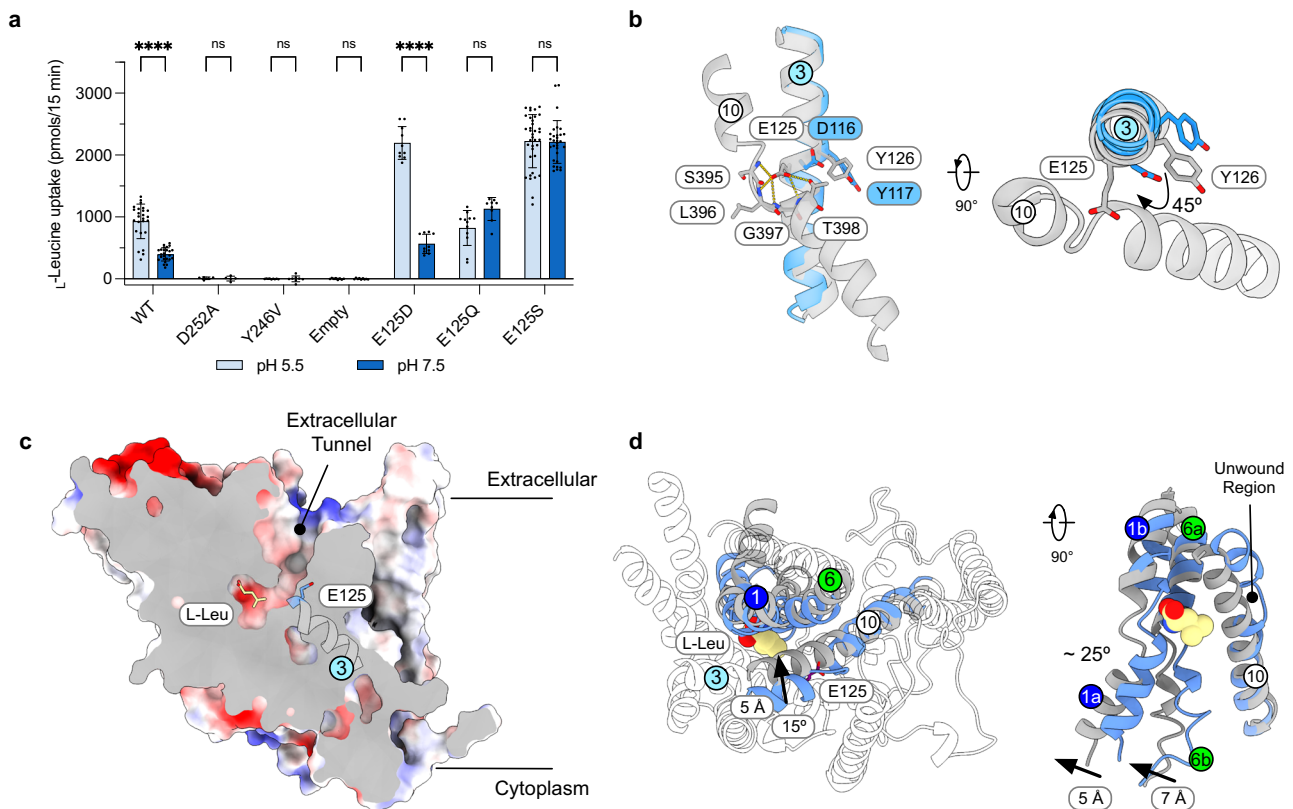 a
**** ns ns ns **** ns ns
L-Leucine uptake (pmols/15 min)
3000
2000
1000
0
WT D252A Y246V Empty E125D E125Q E125S
pH 5.5 pH 7.5
b
3
10
E125 D116
S395 Y126
L396 Y117
G397 T398
90°
3
E125
Y126
10
45º
c
Extracellular
Tunnel
Extracellular
L-Leu
E125
3
Cytoplasm
d
1
6
10
L-Leu
3
E125
5 Å
15º
90°
Unwound
Region
1b 6a
~ 25º
1a
10
6b
5 Å 7 Å